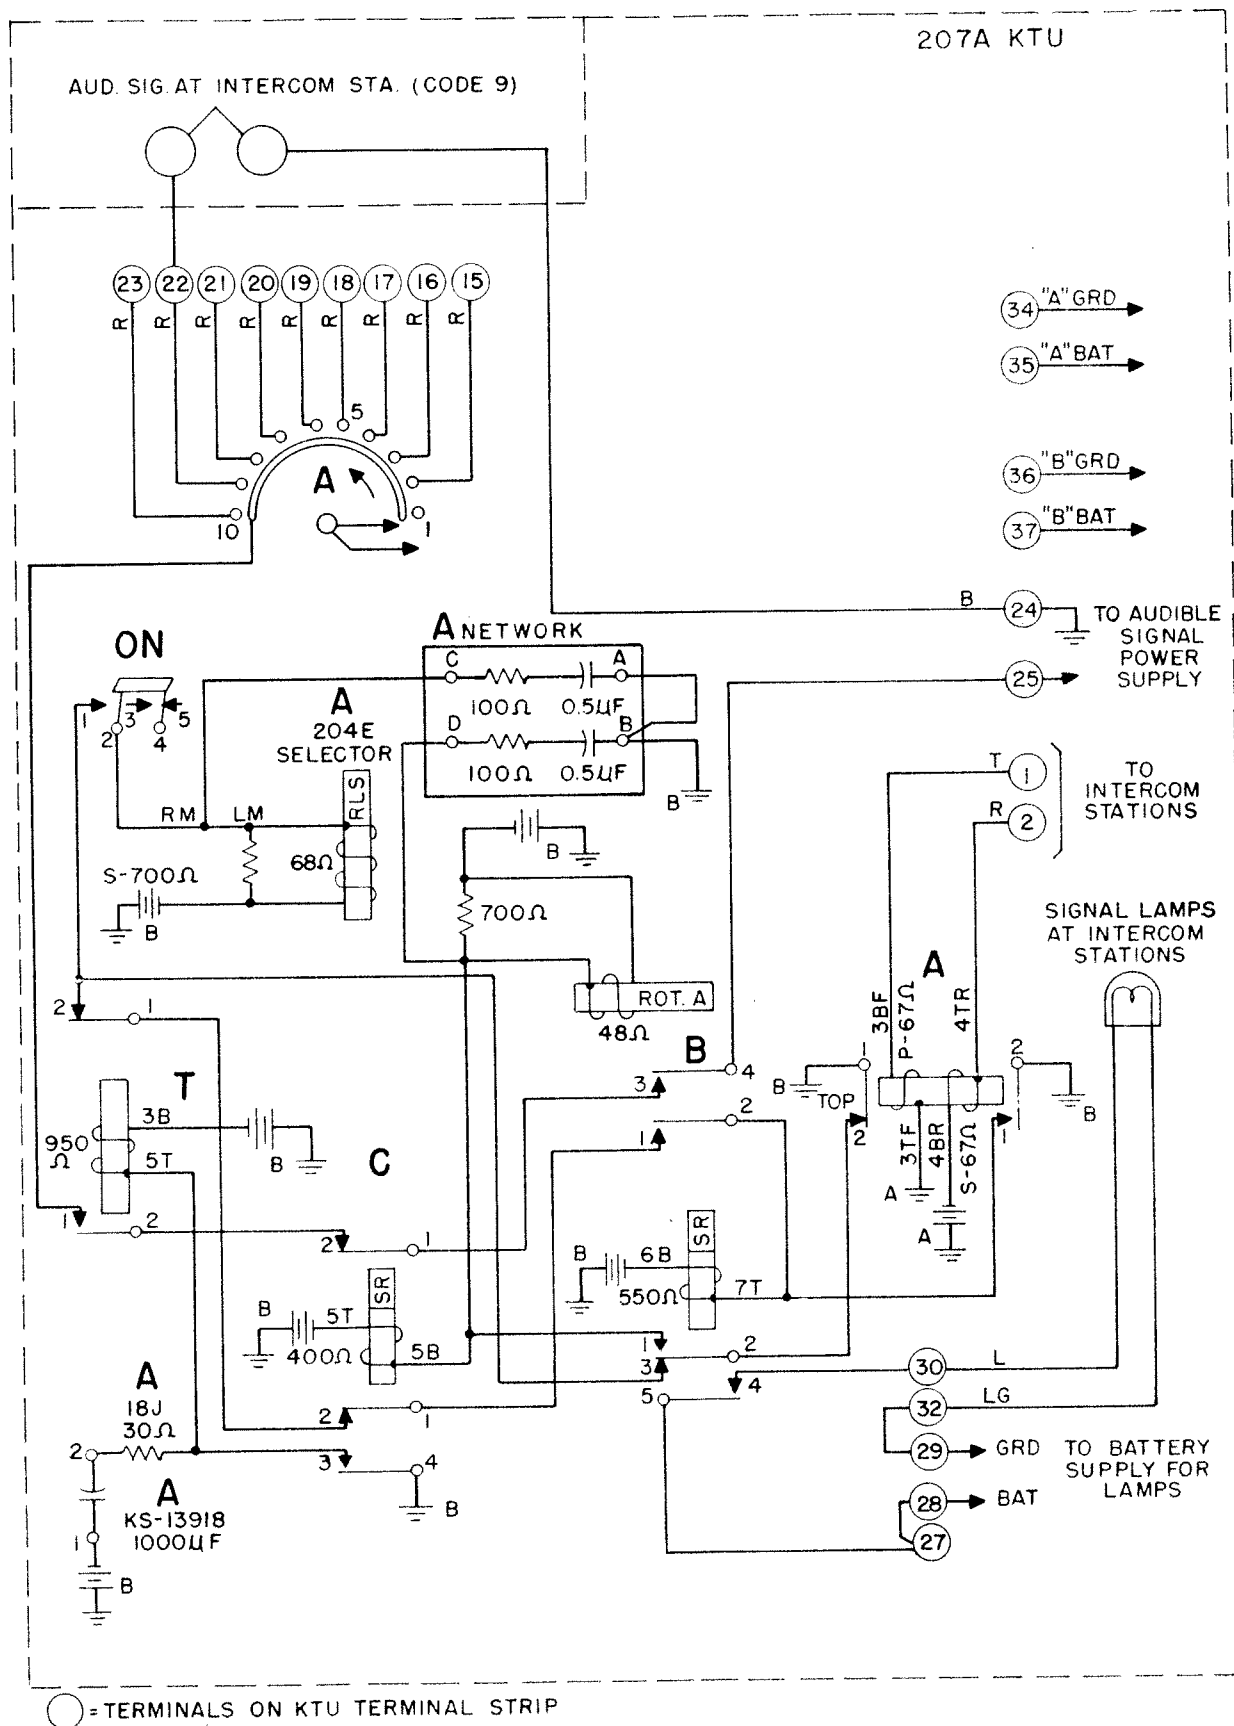 207A KTU
AUD. SIG. AT INTERCOM STA. (CODE 9)
23 22 21 20 19 18 17 16 15
R R R R R R R R R
5
A
10
1
34 "A" GRD
35 "A" BAT
36 "B" GRD
37 "B" BAT
B 24
TO AUDIBLE
SIGNAL
POWER
SUPPLY
25
ON
1 3 5
2 4
A NETWORK
C A
100Ω 0.5µF
D B
100Ω 0.5µF
B
A
204E
SELECTOR
RLS
RM LM
68Ω
S-700Ω
B
B
700Ω
ROT. A
48Ω
T 1
R 2
TO
INTERCOM
STATIONS
SIGNAL LAMPS
AT INTERCOM
STATIONS
A
3BF P-67Ω 4TR
1 2
B TOP B
2 1
3TF 4BR S-67Ω
A
A
2 1
T
3B
950
Ω
5T
B
1 2
C
2 1
B
3 4
2
1
SR
B 6B
550Ω 7T
SR
B 5T
400Ω 5B
1 2
3
5 4
2 1
3 4
B
A
18J
30Ω
2
A
KS-13918
1000µF
1
B
30 L
32 LG
29 GRD
28 BAT
27
TO BATTERY
SUPPLY FOR
LAMPS
= TERMINALS ON KTU TERMINAL STRIP